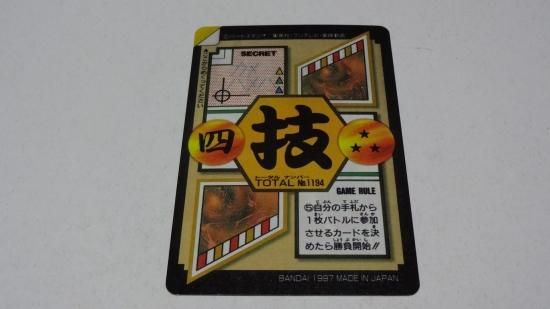 SECRET
四
技
トータル ナンバー
TOTAL №1194
GAME RULE
⑤自分の手札から
1枚バトルに参加
させるカードを決
めたら勝負開始!!
BANDAI 1997 MADE IN JAPAN